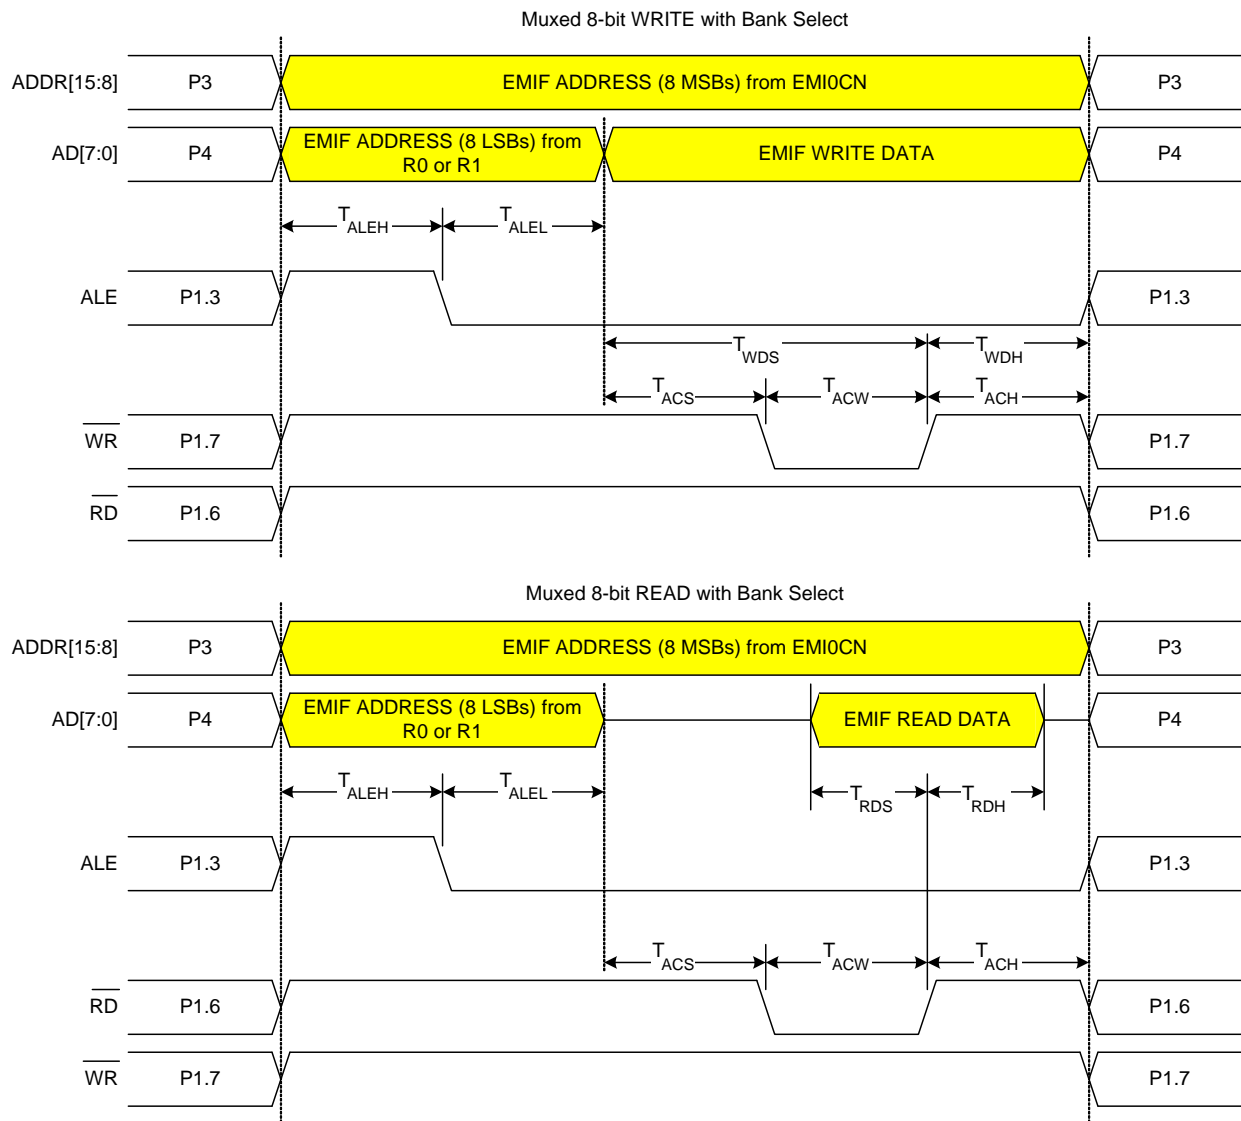 Muxed 8-bit WRITE with Bank Select
ADDR[15:8] P3 EMIF ADDRESS (8 MSBs) from EMI0CN P3
AD[7:0] P4 EMIF ADDRESS (8 LSBs) from
R0 or R1 EMIF WRITE DATA P4
TALEH TALEL
ALE P1.3 P1.3
TWDS TWDH
TACS TACW TACH
WR P1.7 P1.7
RD P1.6 P1.6
Muxed 8-bit READ with Bank Select
ADDR[15:8] P3 EMIF ADDRESS (8 MSBs) from EMI0CN P3
AD[7:0] P4 EMIF ADDRESS (8 LSBs) from
R0 or R1 EMIF READ DATA P4
TALEH TALEL TRDS TRDH
ALE P1.3 P1.3
TACS TACW TACH
RD P1.6 P1.6
WR P1.7 P1.7